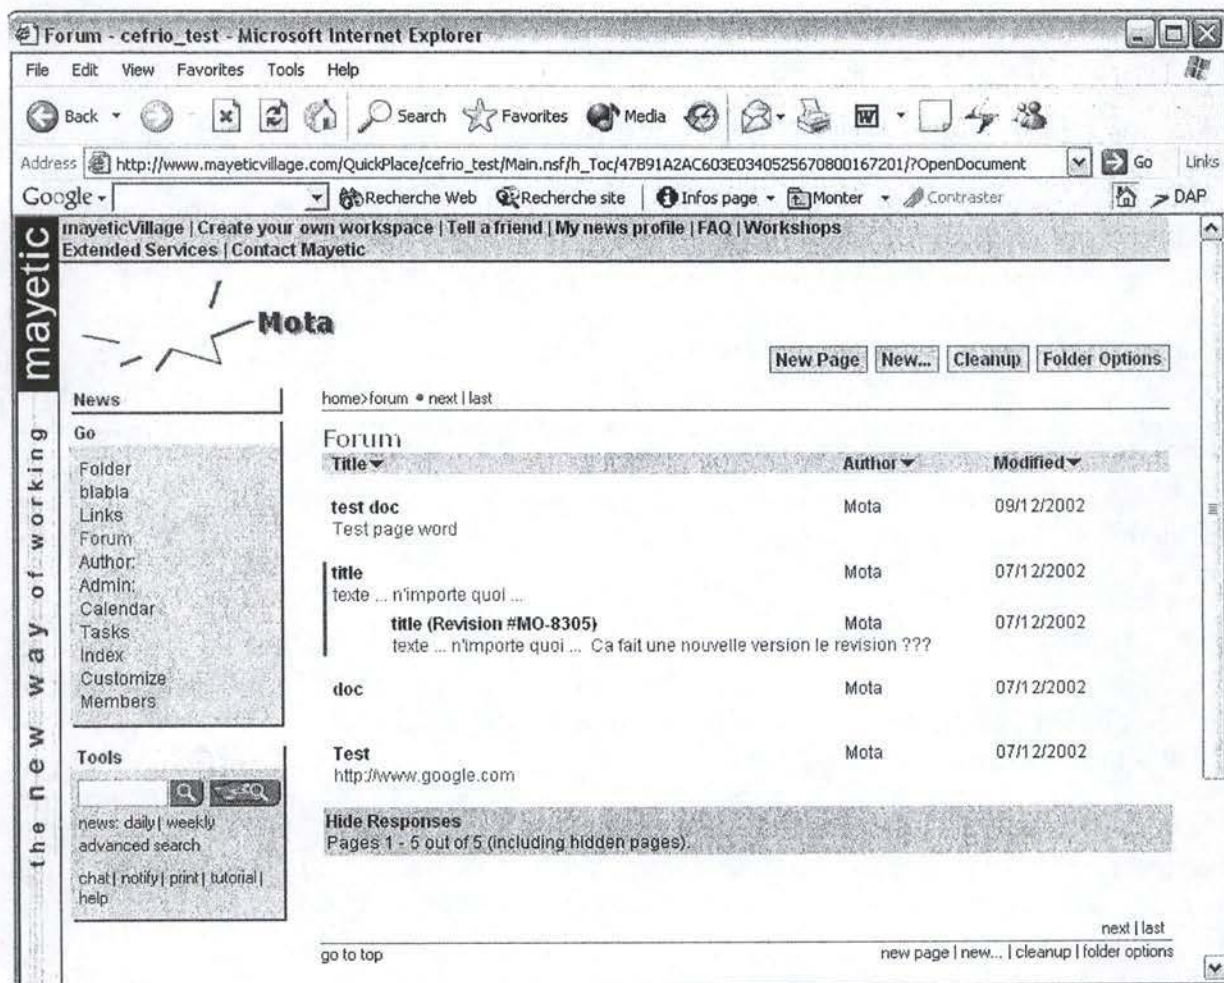 Forum - cefrio_test - Microsoft Internet Explorer
File Edit View Favorites Tools Help
Back Search Favorites Media
Address http://www.mayeticvillage.com/QuickPlace/cefrio_test/Main.nsf/h_Toc/47B91A2AC603E0340525670800167201/?OpenDocument Go Links
Google Recherche Web Recherche site Infos page Monter Contraster DAP
mayetic
the new way of working
mayeticVillage | Create your own workspace | Tell a friend | My news profile | FAQ | Workshops
Extended Services | Contact Mayetic
Mota
New Page New... Cleanup Folder Options
News
Go
Folder
blabla
Links
Forum
Author:
Admin:
Calendar
Tasks
Index
Customize
Members
Tools
news: daily | weekly
advanced search
chat | notify | print | tutorial |
help
home>forum • next | last
Forum
Title Author Modified
test doc Mota 09/12/2002
Test page word
title Mota 07/12/2002
texte ... n'importe quoi ...
title (Revision #MO-8305) Mota 07/12/2002
texte ... n'importe quoi ... Ca fait une nouvelle version le revision ???
doc Mota 07/12/2002
Test Mota 07/12/2002
http://www.google.com
Hide Responses
Pages 1 - 5 out of 5 (including hidden pages).
next | last
go to top new page | new... | cleanup | folder options